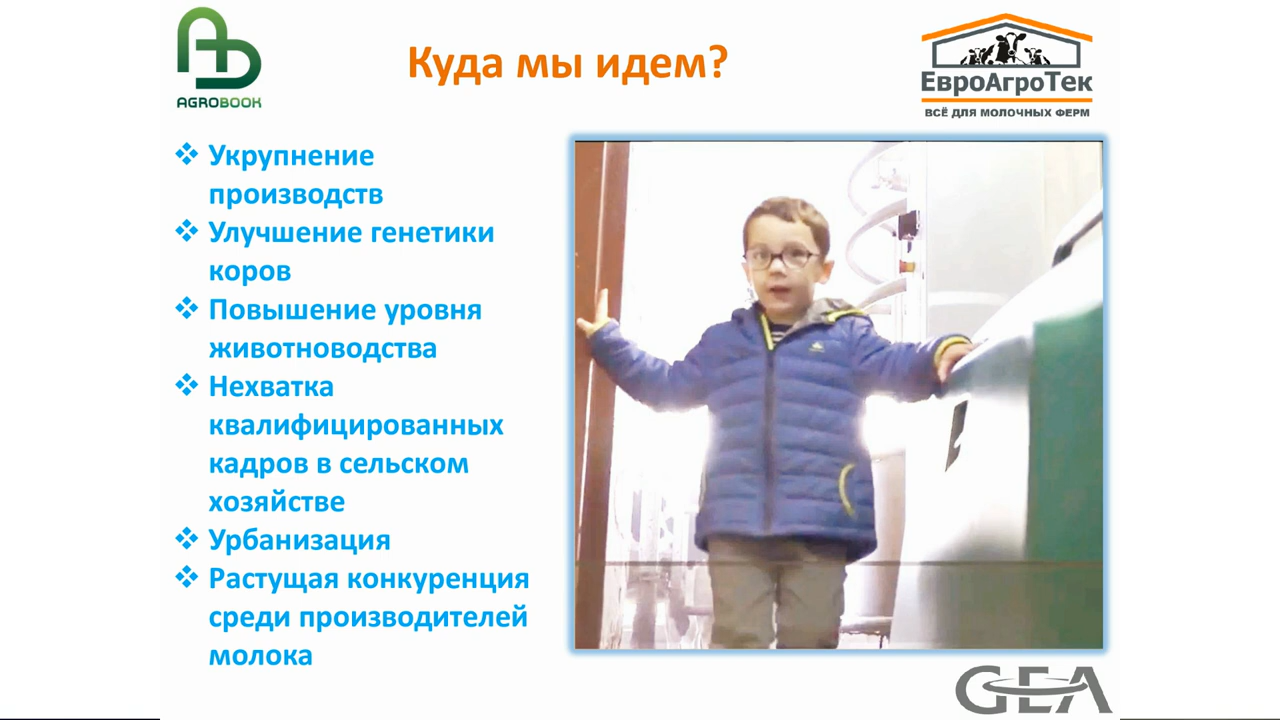 AGROBOOK
Куда мы идем?
ЕвроАгроТек
ВСЁ ДЛЯ МОЛОЧНЫХ ФЕРМ
❖ Укрупнение
производств
❖ Улучшение генетики
коров
❖ Повышение уровня
животноводства
❖ Нехватка
квалифицированных
кадров в сельском
хозяйстве
❖ Урбанизация
❖ Растущая конкуренция
среди производителей
молока
GEA